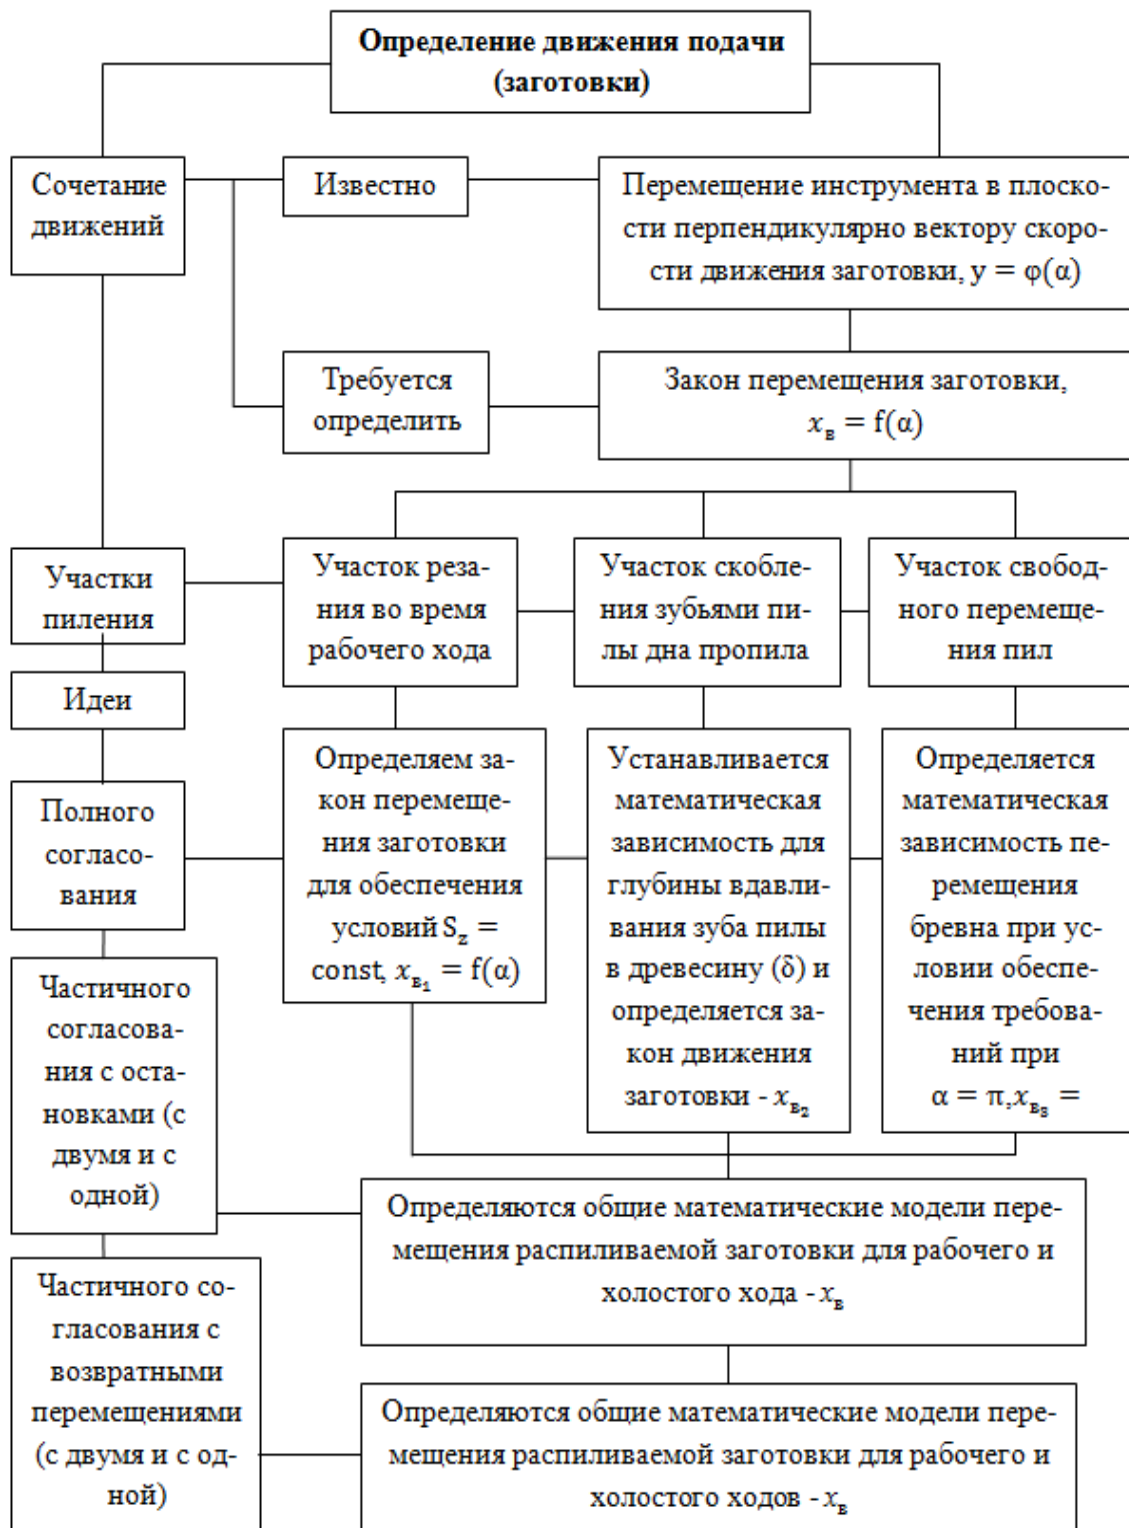 Определение движения подачи
(заготовки)
Сочетание
движений
Известно
Перемещение инструмента в плоско-
сти перпендикулярно вектору скоро-
сти движения заготовки, y = φ(α)
Требуется
определить
Закон перемещения заготовки,
xв = f(α)
Участки
пиления
Участок реза-
ния во время
рабочего хода
Участок скобле-
ния зубьями пи-
лы дна пропила
Участок свобод-
ного перемеще-
ния пил
Идеи
Полного
согласо-
вания
Определяем за-
кон перемеще-
ния заготовки
для обеспечения
условий Sz =
const, xв1 = f(α)
Устанавливается
математическая
зависимость для
глубины вдавли-
вания зуба пилы
в древесину (δ) и
определяется за-
кон движения
заготовки - xв2
Определяется
математическая
зависимость пе-
ремещения
бревна при ус-
ловии обеспе-
чения требова-
ний при
α = π,xв3 =
Частичного
согласова-
ния с оста-
новками (с
двумя и с
одной)
Определяются общие математические модели пере-
мещения распиливаемой заготовки для рабочего и
холостого хода - xв
Частичного со-
гласования с
возвратными
перемещениями
(с двумя и с од-
ной)
Определяются общие математические модели пере-
мещения распиливаемой заготовки для рабочего и
холостого ходов - xв